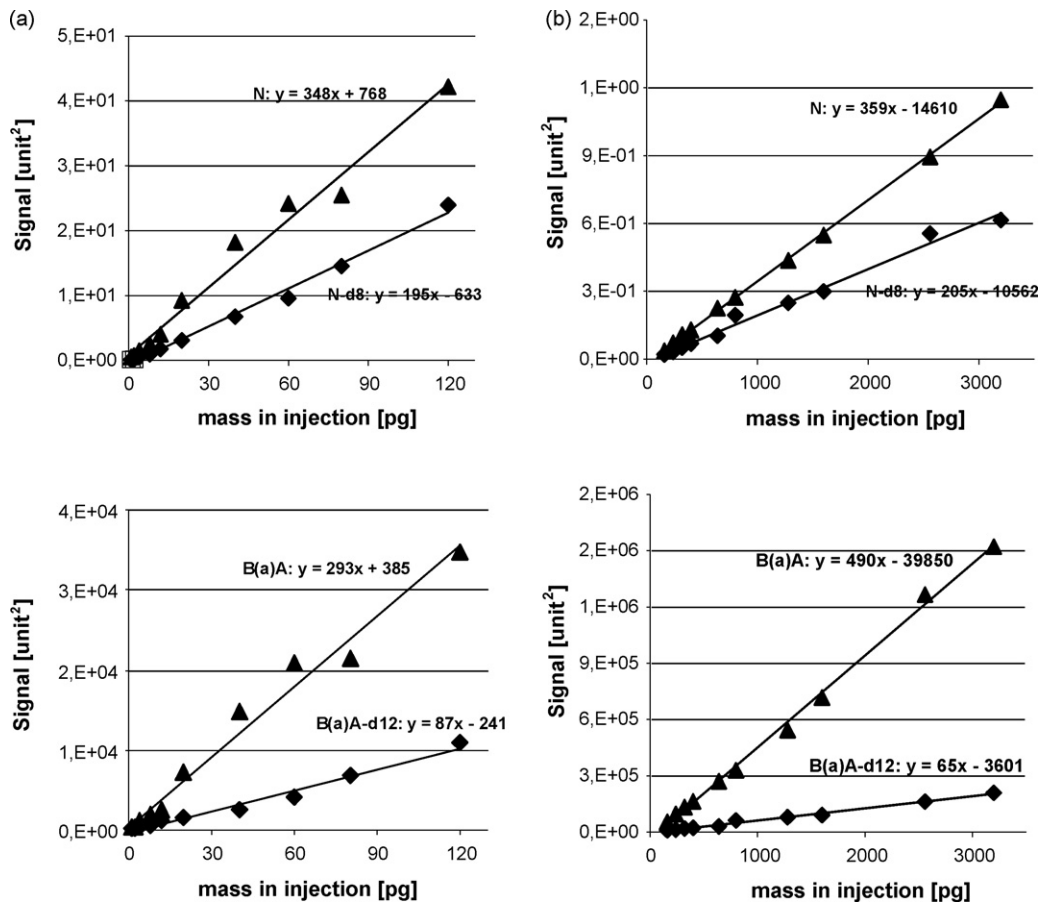 (a)
5,E+01
4,E+01
3,E+01
2,E+01
1,E+01
0,E+00
Signal [unit²]
N: y = 348x + 768
N-d8: y = 195x - 633
0 30 60 90 120
mass in injection [pg]
(b)
2,E+00
1,E+00
9,E-01
6,E-01
3,E-01
0,E+00
Signal [unit²]
N: y = 359x - 14610
N-d8: y = 205x - 10562
0 1000 2000 3000
mass in injection [pg]
4,E+04
3,E+04
2,E+04
1,E+04
0,E+00
Signal [unit²]
B(a)A: y = 293x + 385
B(a)A-d12: y = 87x - 241
0 30 60 90 120
mass in injection [pg]
2,E+06
2,E+06
1,E+06
9,E+05
6,E+05
3,E+05
0,E+00
Signal [unit²]
B(a)A: y = 490x - 39850
B(a)A-d12: y = 65x - 3601
0 1000 2000 3000
mass in injection [pg]